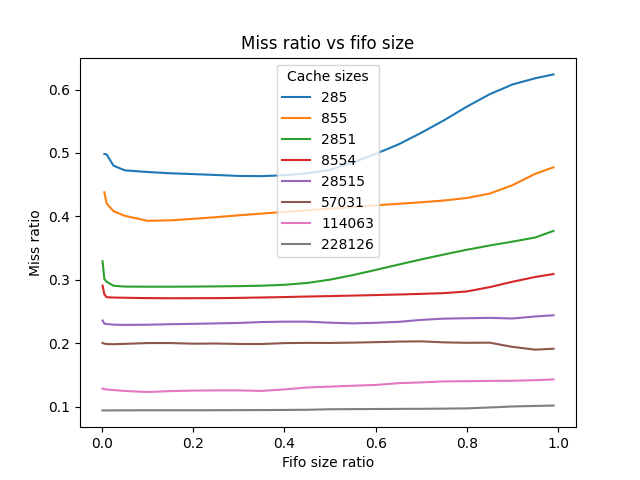 Miss ratio vs fifo size
Cache sizes
285
855
2851
8554
28515
57031
114063
228126
0.6
0.5
0.4
0.3
0.2
0.1
Miss ratio
0.0 0.2 0.4 0.6 0.8 1.0
Fifo size ratio